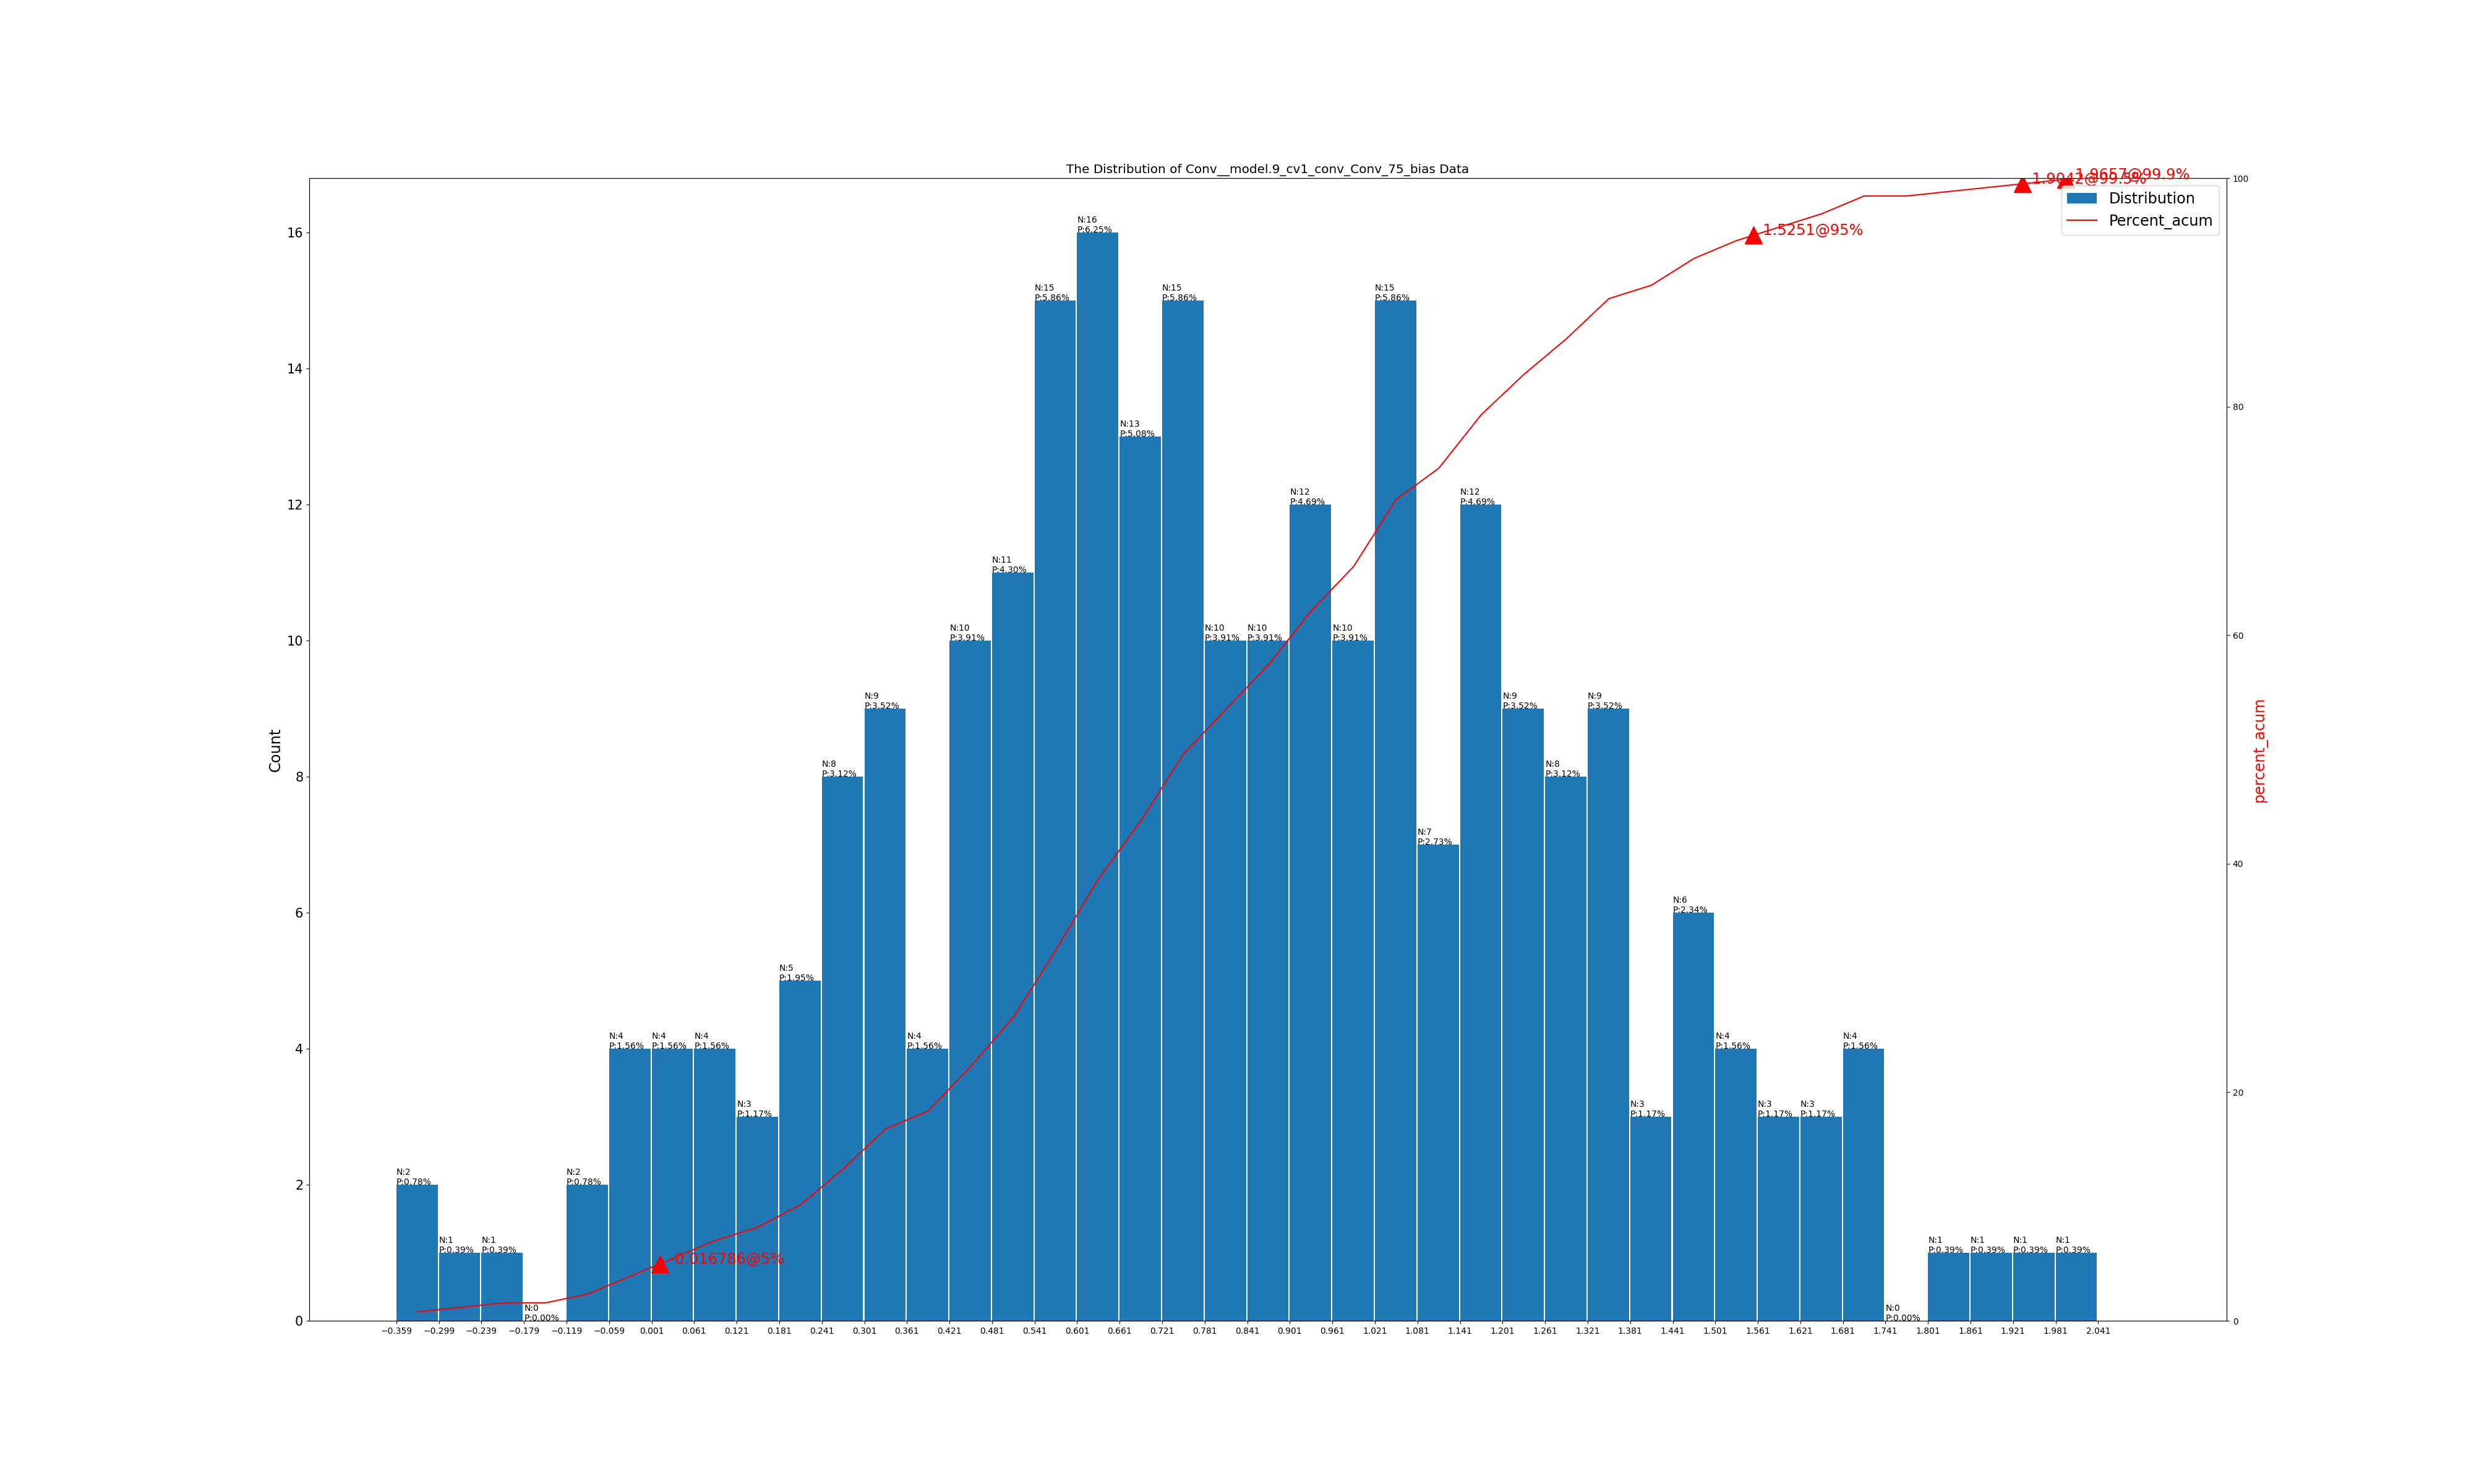 The Distribution of Conv__model.9_cv1_conv_Conv_75_bias Data
1.9657@99.9%
1.9042@99.5%
Distribution
Percent_acum
1.5251@95%
-0.016786@5%
Count
percent_acum
16
14
12
10
8
6
4
2
0
100
80
60
40
20
0
N:2
P:0.78%
N:1
P:0.39%
N:1
P:0.39%
N:0
P:0.00%
N:2
P:0.78%
N:4
P:1.56%
N:4
P:1.56%
N:4
P:1.56%
N:3
P:1.17%
N:5
P:1.95%
N:8
P:3.12%
N:9
P:3.52%
N:4
P:1.56%
N:10
P:3.91%
N:11
P:4.30%
N:15
P:5.86%
N:16
P:6.25%
N:13
P:5.08%
N:15
P:5.86%
N:10
P:3.91%
N:10
P:3.91%
N:12
P:4.69%
N:10
P:3.91%
N:15
P:5.86%
N:7
P:2.73%
N:12
P:4.69%
N:9
P:3.52%
N:8
P:3.12%
N:9
P:3.52%
N:3
P:1.17%
N:6
P:2.34%
N:4
P:1.56%
N:3
P:1.17%
N:3
P:1.17%
N:4
P:1.56%
N:0
P:0.00%
N:1
P:0.39%
N:1
P:0.39%
N:1
P:0.39%
N:1
P:0.39%
−0.359 −0.299 −0.239 −0.179 −0.119 −0.059 0.001 0.061 0.121 0.181 0.241 0.301 0.361 0.421 0.481 0.541 0.601 0.661 0.721 0.781 0.841 0.901 0.961 1.021 1.081 1.141 1.201 1.261 1.321 1.381 1.441 1.501 1.561 1.621 1.681 1.741 1.801 1.861 1.921 1.981 2.041